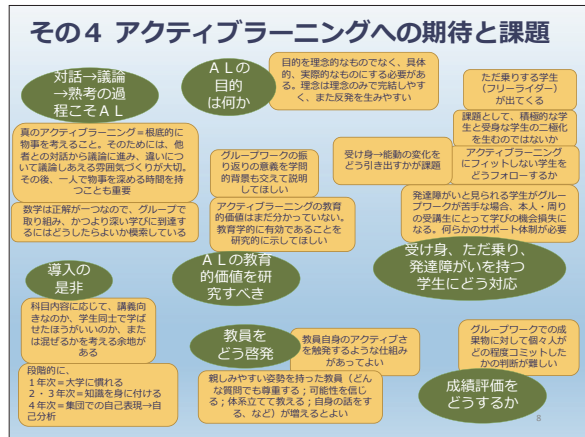 その４ アクティブラーニングへの期待と課題
対話→議論
→熟考の過
程こそＡＬ
真のアクティブラーニング＝根底的に
物事を考えること。そのためには、他
者との対話から議論に進み、違いにつ
いて議論しあえる雰囲気づくりが大切。
その後、一人で物事を深める時間を持
つことも重要
数学は正解が一つなので、グループで
取り組み、かつより深い学びに到達す
るにはどうしたらよいか模索している
ＡＬの
目的
は何か
目的を理念的なものでなく、具体
的、実際的なものにする必要があ
る。理念は理念のみで完結しやす
く、また反発を生みやすい
グループワークの振
り返りの意義を学問
的背景も交えて説明
してほしい
アクティブラーニングの教育
的価値はまだ分かっていない。
教育学的に有効であることを
研究的に示してほしい
ＡＬの教育
的価値を研
究すべき
ただ乗りする学生
（フリーライダー）
が出てくる
課題として、積極的な学
生と受身な学生の二極化
を生むのではないか
受け身→能動の変化を
どう引き出すかが課題
アクティブラーニング
にフィットしない学生を
どうフォローするか
発達障がいと見られる学生がグルー
プワークが苦手な場合、本人・周り
の受講生にとって学びの機会損失に
なる。何らかのサポート体制が必要
受け身、ただ乗り、
発達障がいを持つ
学生にどう対応
導入の
是非
科目内容に応じて、講義向
きなのか、学生同士で学ば
せたほうがいいのか、また
は混ぜるかを考える余地が
ある
段階的に、
１年次＝大学に慣れる
２・３年次＝知識を身に付ける
４年次＝集団での自己表現→自
己分析
教員を
どう啓発
教員自身のアクティブさ
を触発するような仕組み
があってよい
親しみやすい姿勢を持った教員（どん
な質問でも尊重する；可能性を信じ
る；体系立てて教える；自身の話をす
る、など）が増えるとよい
グループワークでの成
果物に対して個々人が
どの程度コミットした
かの判断が難しい
成績評価を
どうするか
8